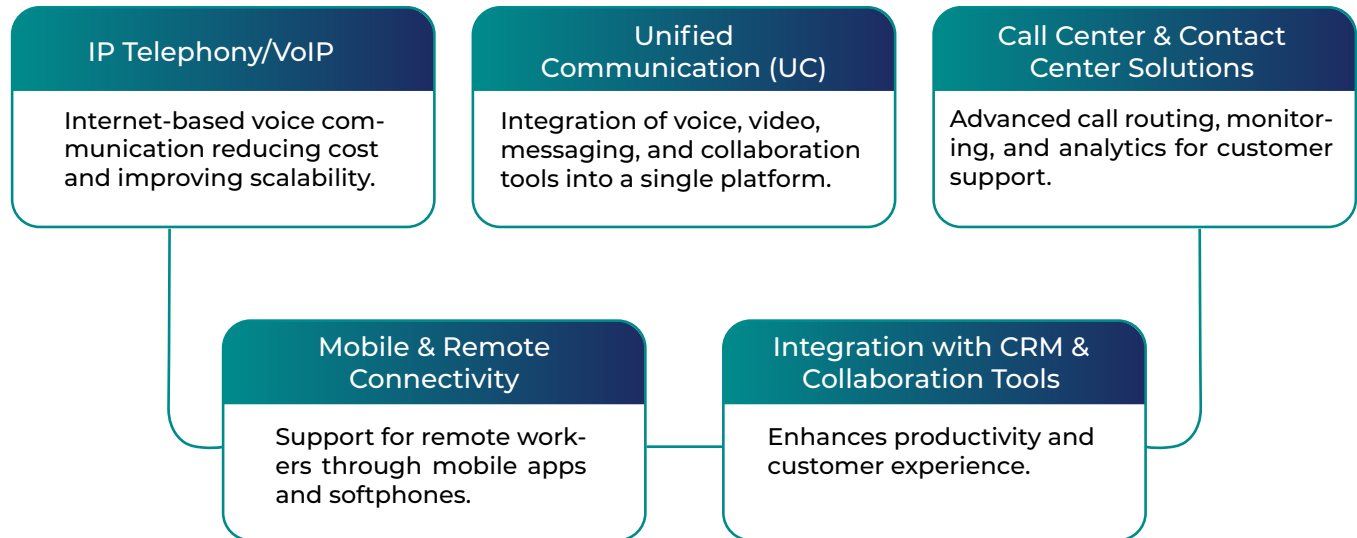 IP Telephony/VoIP
Internet-based voice com-
munication reducing cost
and improving scalability.
Unified
Communication (UC)
Integration of voice, video,
messaging, and collaboration
tools into a single platform.
Call Center & Contact
Center Solutions
Advanced call routing, monitor-
ing, and analytics for customer
support.
Mobile & Remote
Connectivity
Support for remote work-
ers through mobile apps
and softphones.
Integration with CRM &
Collaboration Tools
Enhances productivity and
customer experience.